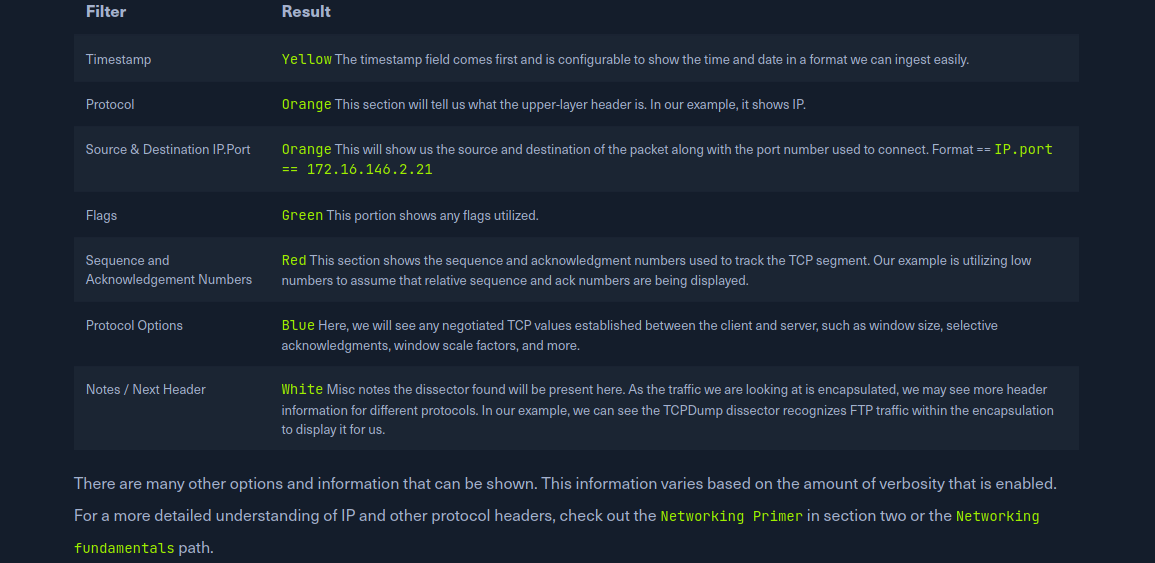 Filter Result
Timestamp Yellow The timestamp field comes first and is configurable to show the time and date in a format we can ingest easily.
Protocol Orange This section will tell us what the upper-layer header is. In our example, it shows IP.
Source & Destination IP.Port Orange This will show us the source and destination of the packet along with the port number used to connect. Format == IP.port
== 172.16.146.2.21
Flags Green This portion shows any flags utilized.
Sequence and Red This section shows the sequence and acknowledgment numbers used to track the TCP segment. Our example is utilizing low
Acknowledgement Numbers numbers to assume that relative sequence and ack numbers are being displayed.
Protocol Options Blue Here, we will see any negotiated TCP values established between the client and server, such as window size, selective
acknowledgments, window scale factors, and more.
Notes / Next Header White Misc notes the dissector found will be present here. As the traffic we are looking at is encapsulated, we may see more header
information for different protocols. In our example, we can see the TCPDump dissector recognizes FTP traffic within the encapsulation
to display it for us.
There are many other options and information that can be shown. This information varies based on the amount of verbosity that is enabled.
For a more detailed understanding of IP and other protocol headers, check out the Networking Primer in section two or the Networking
fundamentals path.